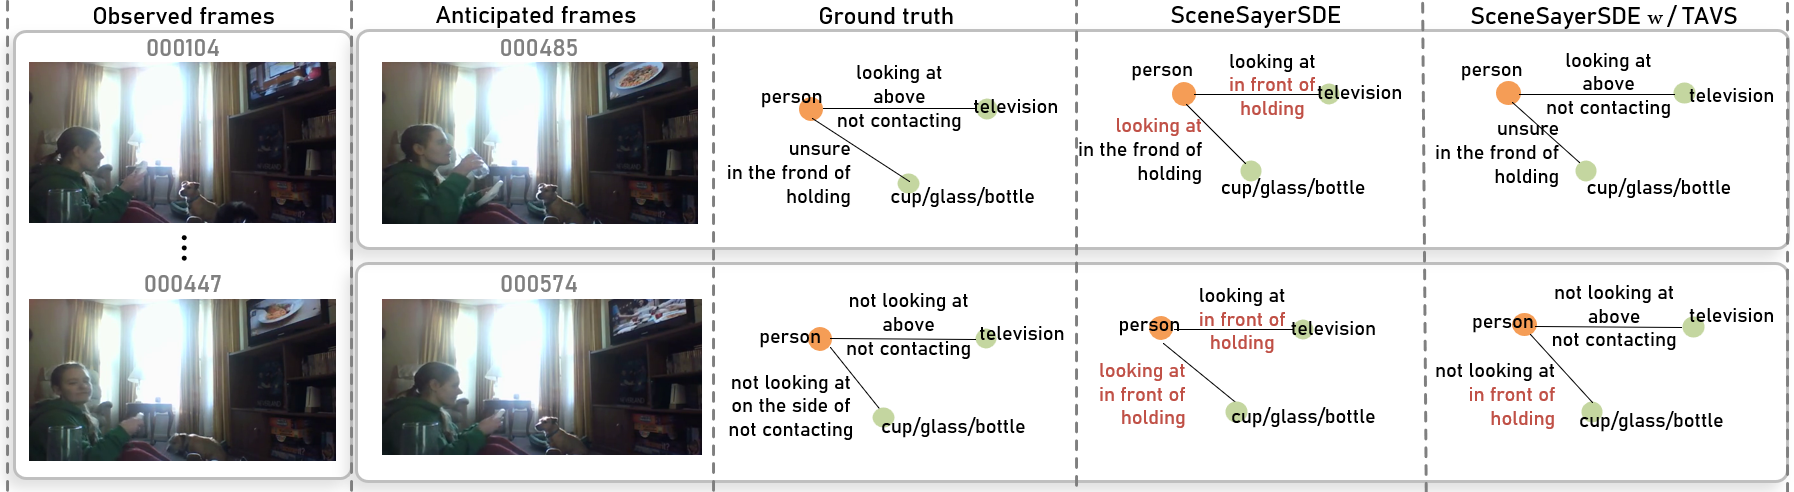 Observed frames
Anticipated frames
Ground truth
SceneSayerSDE
SceneSayerSDE w/ TAVS
000104
000447
000485
person
looking at
above
not contacting
television
unsure
in the frond of
holding
cup/glass/bottle
person
looking at
in front of
holding
television
looking at
in the frond of
holding
cup/glass/bottle
person
looking at
above
not contacting
television
unsure
in the frond of
holding
cup/glass/bottle
000574
person
not looking at
above
not contacting
television
not looking at
on the side of
not contacting
cup/glass/bottle
person
looking at
in front of
holding
television
looking at
in front of
holding
cup/glass/bottle
person
not looking at
above
not contacting
television
not looking at
in front of
holding
cup/glass/bottle